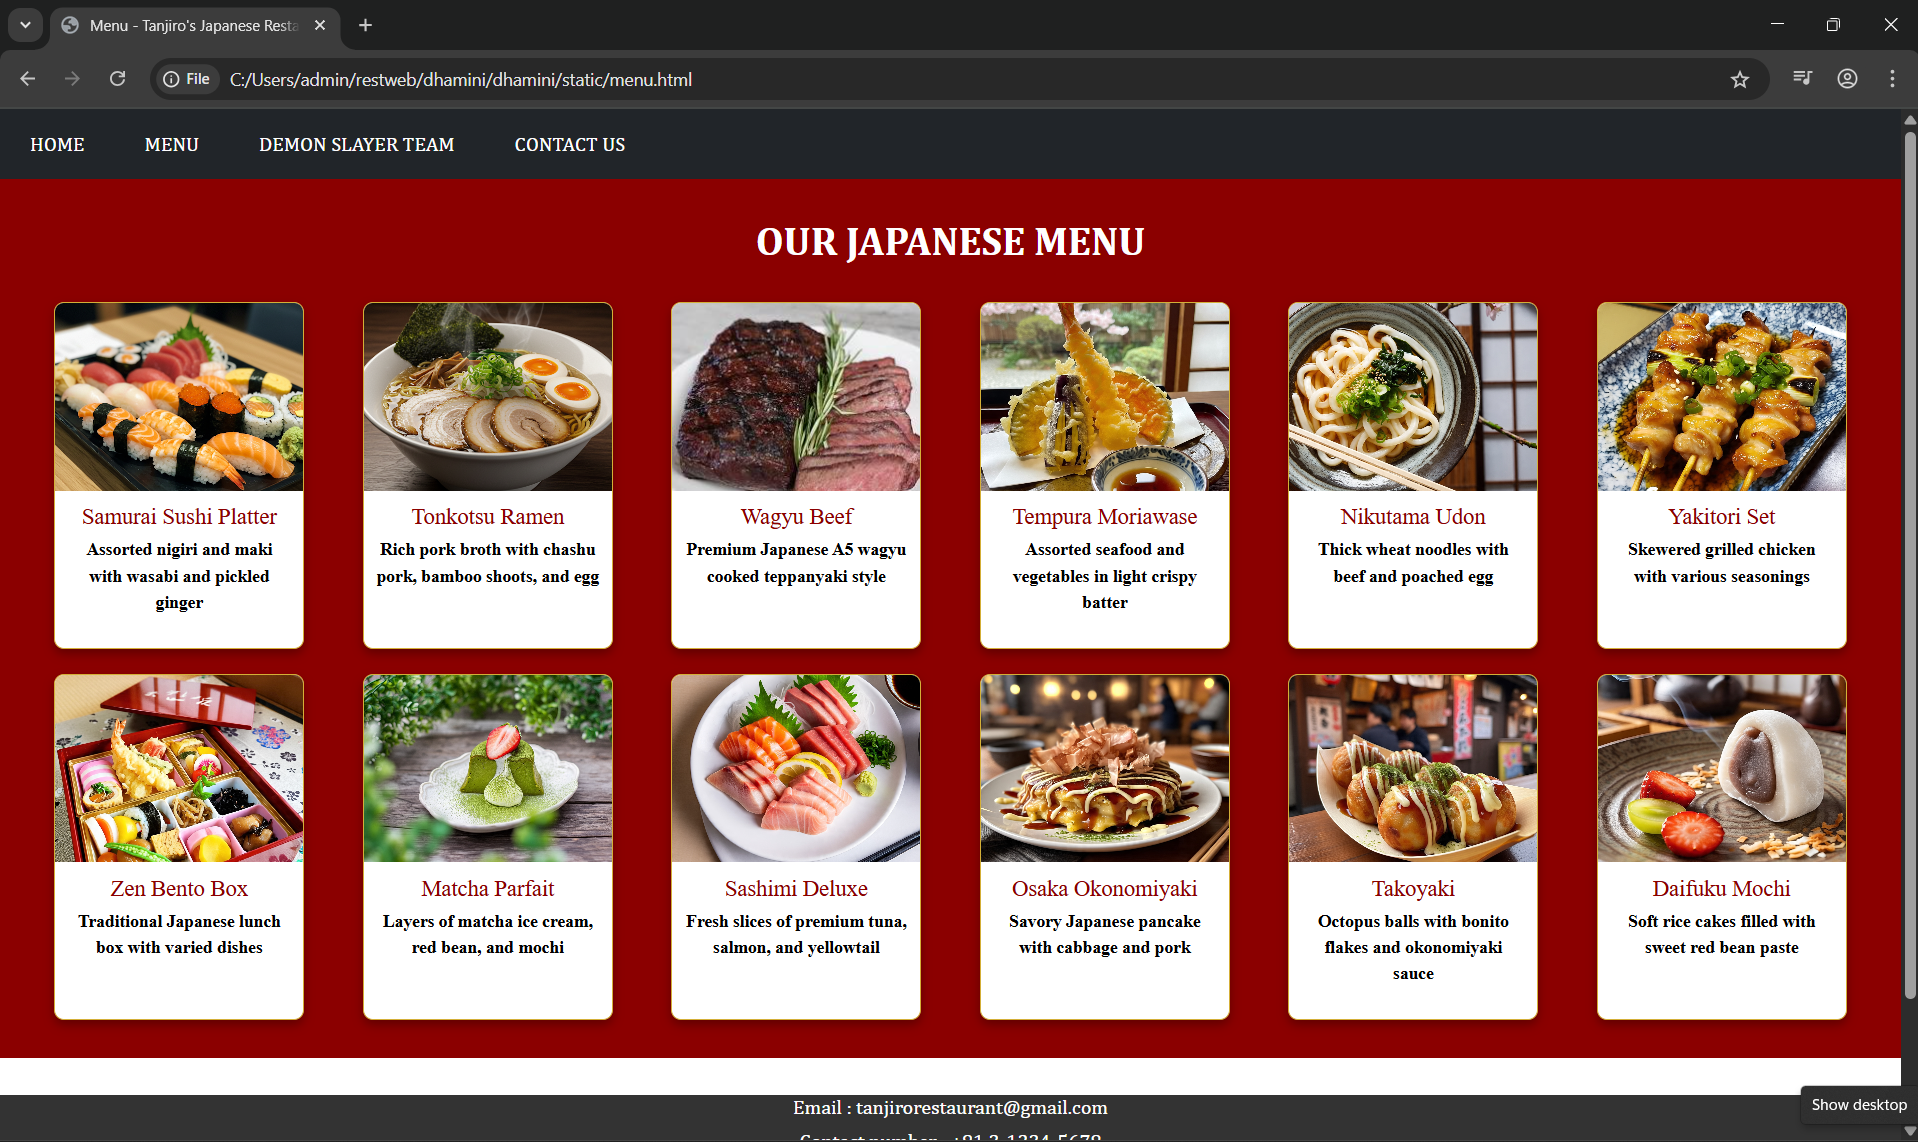 Menu - Tanjiro's Japanese Resta
File
C:/Users/admin/restweb/dhamini/dhamini/static/menu.html
HOME MENU DEMON SLAYER TEAM CONTACT US
OUR JAPANESE MENU
Samurai Sushi Platter
Assorted nigiri and maki
with wasabi and pickled
ginger
Tonkotsu Ramen
Rich pork broth with chashu
pork, bamboo shoots, and egg
Wagyu Beef
Premium Japanese A5 wagyu
cooked teppanyaki style
Tempura Moriawase
Assorted seafood and
vegetables in light crispy
batter
Nikutama Udon
Thick wheat noodles with
beef and poached egg
Yakitori Set
Skewered grilled chicken
with various seasonings
Zen Bento Box
Traditional Japanese lunch
box with varied dishes
Matcha Parfait
Layers of matcha ice cream,
red bean, and mochi
Sashimi Deluxe
Fresh slices of premium tuna,
salmon, and yellowtail
Osaka Okonomiyaki
Savory Japanese pancake
with cabbage and pork
Takoyaki
Octopus balls with bonito
flakes and okonomiyaki
sauce
Daifuku Mochi
Soft rice cakes filled with
sweet red bean paste
Email : tanjirorestaurant@gmail.com
Contact number : +81 3-1234-5678
Show desktop